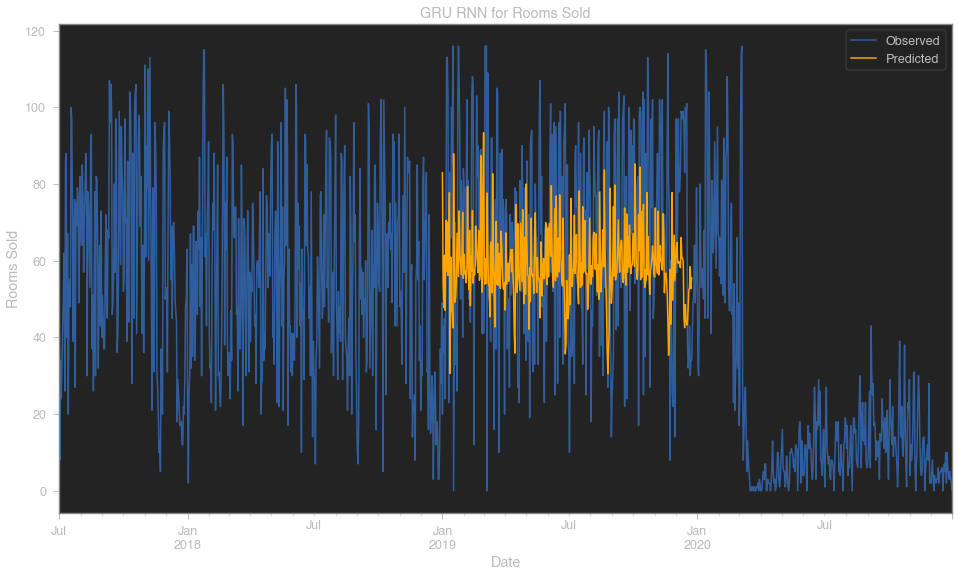 GRU RNN for Rooms Sold
Observed
Predicted
120
100
80
60
40
20
0
Rooms Sold
Jul
Jan
2018
Jul
Jan
2019
Jul
Jan
2020
Jul
Date